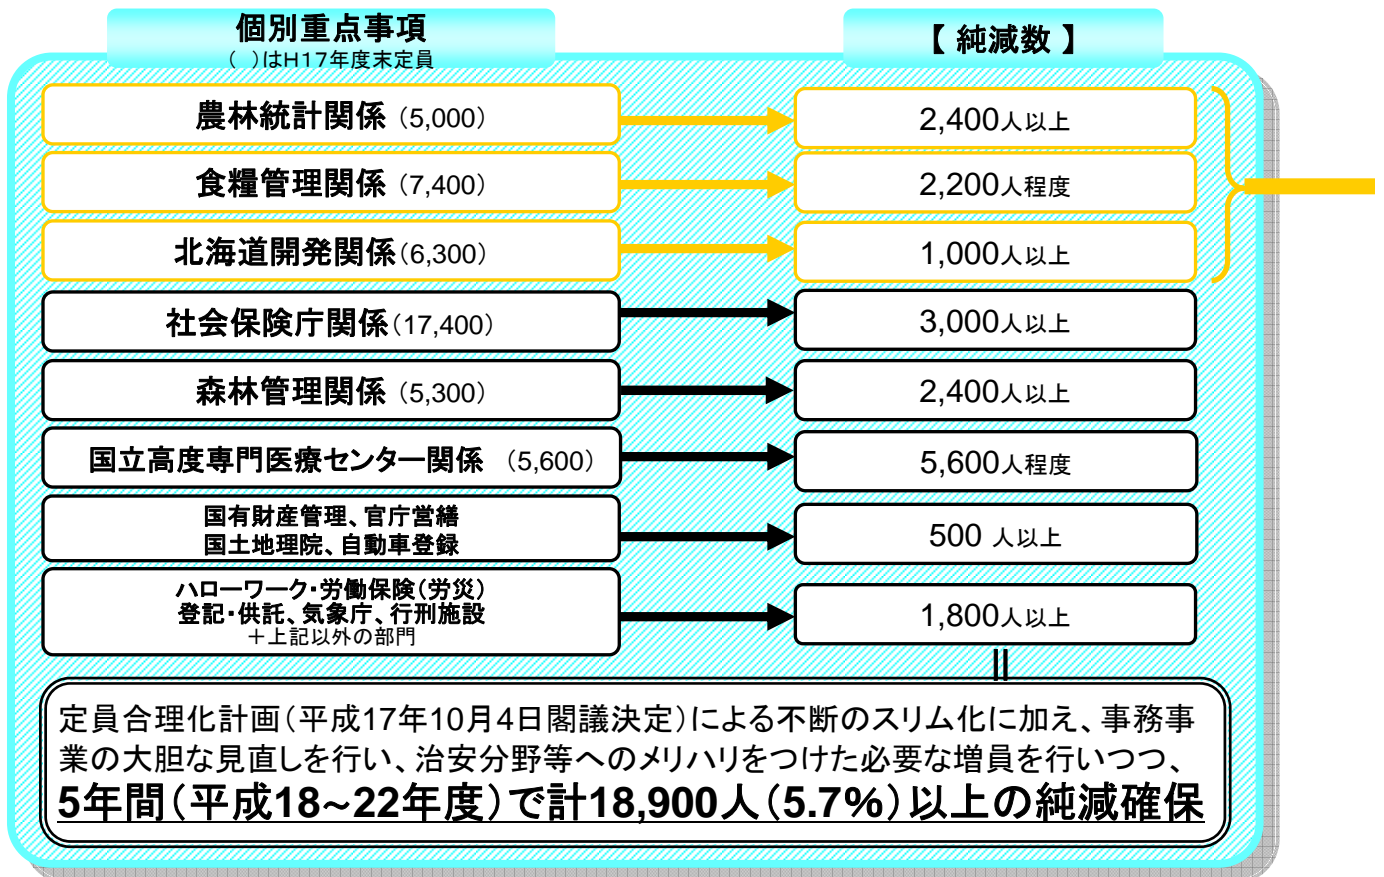 個別重点事項
(　)はH17年度末定員
【 純減数 】
農林統計関係 (5,000)
2,400人以上
食糧管理関係 (7,400)
2,200人程度
北海道開発関係(6,300)
1,000人以上
社会保険庁関係(17,400)
3,000人以上
森林管理関係 (5,300)
2,400人以上
国立高度専門医療センター関係 (5,600)
5,600人程度
国有財産管理、官庁営繕
国土地理院、自動車登録
500 人以上
ハローワーク・労働保険(労災)
登記・供託、気象庁、行刑施設
＋上記以外の部門
1,800人以上
定員合理化計画(平成17年10月4日閣議決定)による不断のスリム化に加え、事務事
業の大胆な見直しを行い、治安分野等へのメリハリをつけた必要な増員を行いつつ、
5年間(平成18~22年度)で計18,900人(5.7%)以上の純減確保